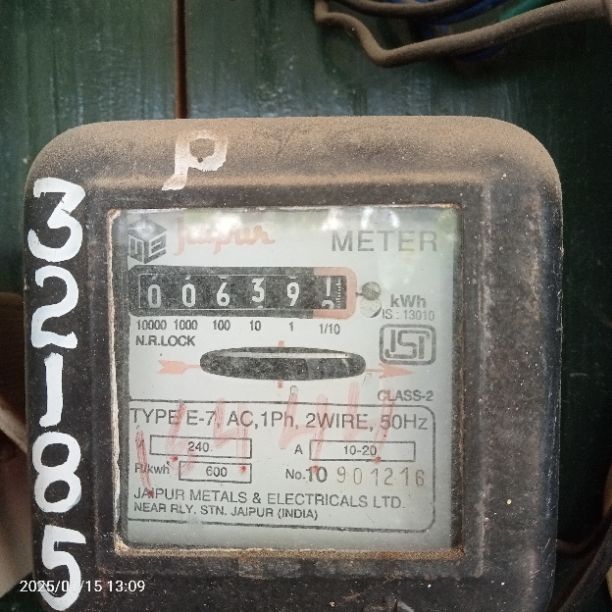 P
32185
Jaipur METER
0 0 6 3 9 1
kWh
IS : 13010
10000 1000 100 10 1 1/10
N.R.LOCK
ISI
CLASS-2
TYPE E-7, AC,1Ph, 2WIRE, 50Hz
V 240 A 10-20
R/kwh 600 No.10 901216
JAIPUR METALS & ELECTRICALS LTD.
NEAR RLY. STN. JAIPUR (INDIA)
13:09